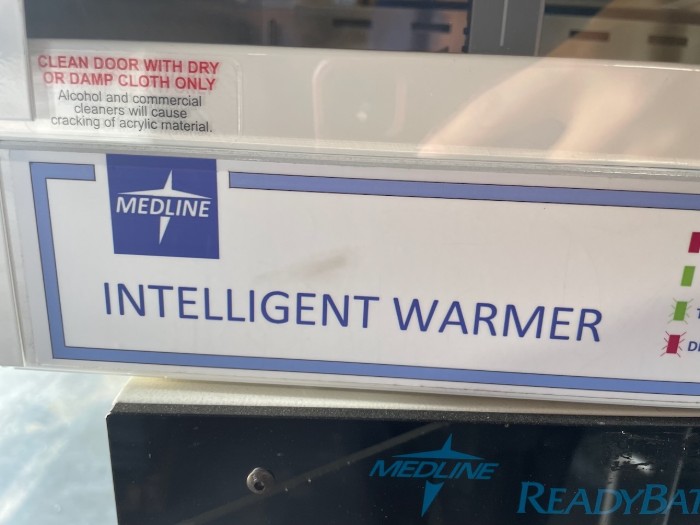 CLEAN DOOR WITH DRY
OR DAMP CLOTH ONLY
Alcohol and commercial
cleaners will cause
cracking of acrylic material.
MEDLINE
INTELLIGENT WARMER
MEDLINE
READYBAT